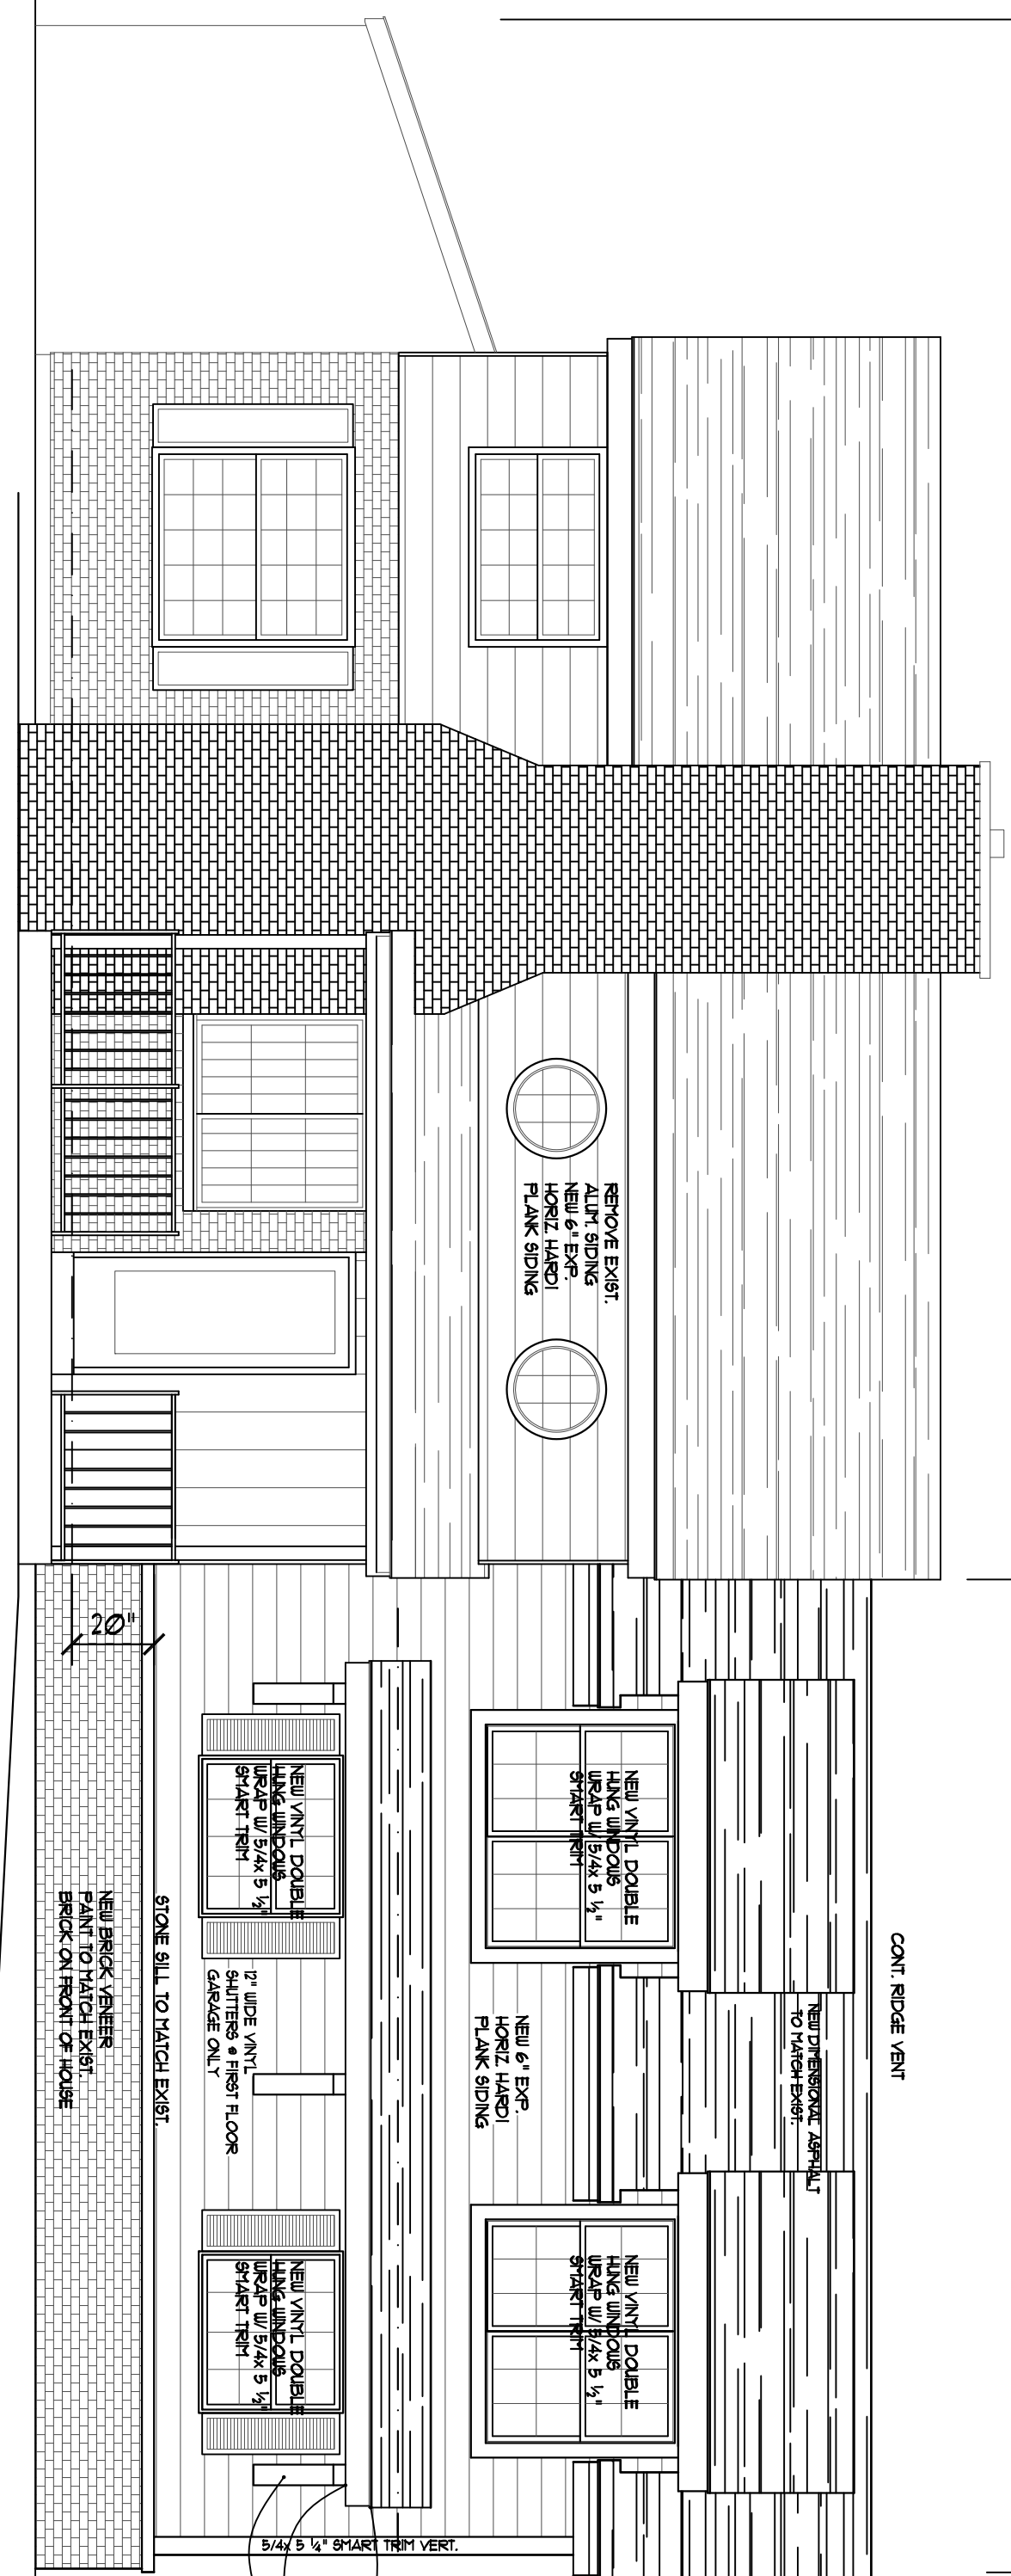 CONT. RIDGE VENT
NEW DIMENSIONAL ASPHALT
TO MATCH EXIST.
REMOVE EXIST.
ALUM. SIDING
NEW 6" EXP.
HORIZ. HARDI
PLANK SIDING
NEW VINYL DOUBLE
HUNG WINDOWS
WRAP W/ 5/4x 5 ½"
SMART TRIM
NEW 6" EXP.
HORIZ. HARDI
PLANK SIDING
NEW VINYL DOUBLE
HUNG WINDOWS
WRAP W/ 5/4x 5 ½"
SMART TRIM
NEW VINYL DOUBLE
HUNG WINDOWS
WRAP W/ 5/4x 5 ½"
SMART TRIM
12" WIDE VINYL
SHUTTERS @ FIRST FLOOR
GARAGE ONLY
NEW VINYL DOUBLE
HUNG WINDOWS
WRAP W/ 5/4x 5 ½"
SMART TRIM
5/4x 5 ¼" SMART TRIM VERT.
20"
STONE SILL TO MATCH EXIST.
NEW BRICK VENEER
PAINT TO MATCH EXIST.
BRICK ON FRONT OF HOUSE